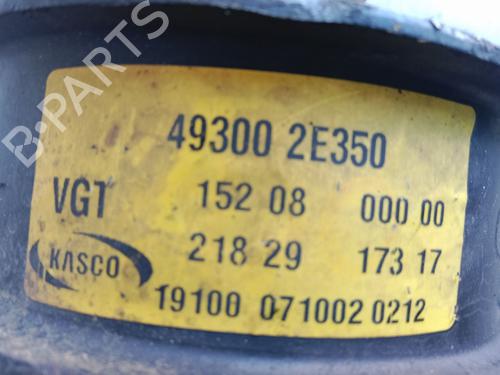 B-PARTS
49300 2E350
VGT 152 08 000 00
KASCO 218 29 173 17
19100 071002 0212